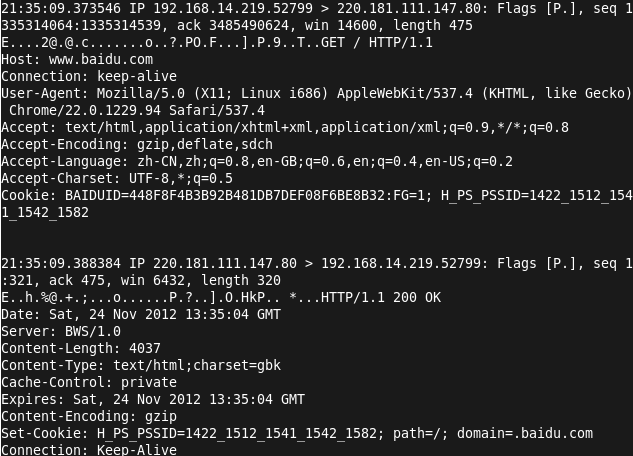 21:35:09.373546 IP 192.168.14.219.52799 > 220.181.111.147.80: Flags [P.], seq 1
335314064:1335314539, ack 3485490624, win 14600, length 475
E....2@.@.c.......o..?.PO.F...].P.9..T..GET / HTTP/1.1
Host: www.baidu.com
Connection: keep-alive
User-Agent: Mozilla/5.0 (X11; Linux i686) AppleWebKit/537.4 (KHTML, like Gecko)
 Chrome/22.0.1229.94 Safari/537.4
Accept: text/html,application/xhtml+xml,application/xml;q=0.9,*/*;q=0.8
Accept-Encoding: gzip,deflate,sdch
Accept-Language: zh-CN,zh;q=0.8,en-GB;q=0.6,en;q=0.4,en-US;q=0.2
Accept-Charset: UTF-8,*;q=0.5
Cookie: BAIDUID=448F8F4B3B92B481DB7DEF08F6BE8B32:FG=1; H_PS_PSSID=1422_1512_154
1_1542_1582
21:35:09.388384 IP 220.181.111.147.80 > 192.168.14.219.52799: Flags [P.], seq 1
:321, ack 475, win 6432, length 320
E..h.%@.+.;...o......P.?..].O.HkP.. *...HTTP/1.1 200 OK
Date: Sat, 24 Nov 2012 13:35:04 GMT
Server: BWS/1.0
Content-Length: 4037
Content-Type: text/html;charset=gbk
Cache-Control: private
Expires: Sat, 24 Nov 2012 13:35:04 GMT
Content-Encoding: gzip
Set-Cookie: H_PS_PSSID=1422_1512_1541_1542_1582; path=/; domain=.baidu.com
Connection: Keep-Alive